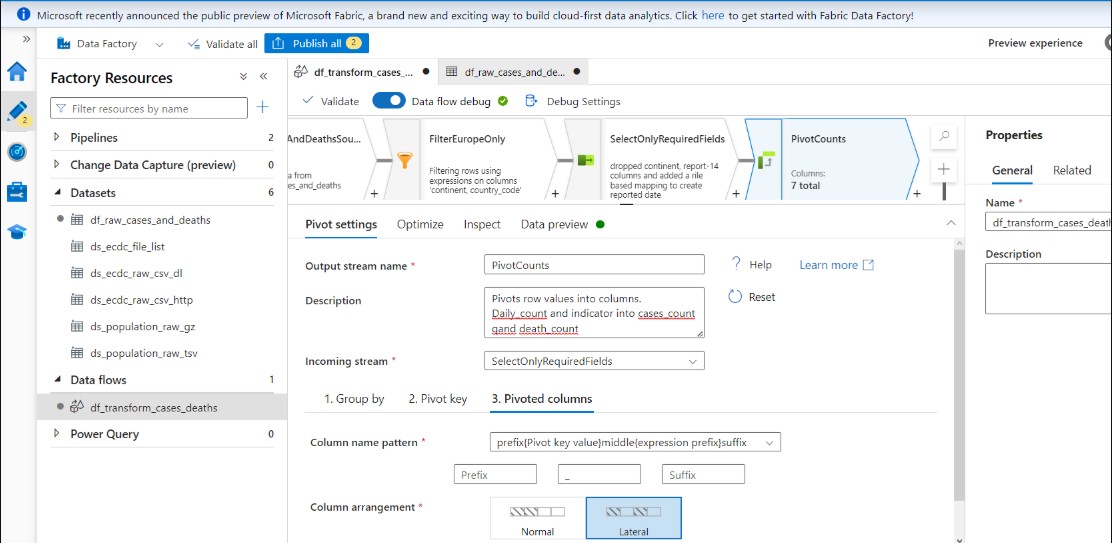 Microsoft recently announced the public preview of Microsoft Fabric, a brand new and exciting way to build cloud-first data analytics. Click here to get started with Fabric Data Factory!
Data Factory
Validate all
Publish all 2
Preview experience
2
Factory Resources
Filter resources by name
Pipelines 2
Change Data Capture (preview) 0
Datasets 6
df_raw_cases_and_deaths
ds_ecdc_file_list
ds_ecdc_raw_csv_dl
ds_ecdc_raw_csv_http
ds_population_raw_gz
ds_population_raw_tsv
Data flows 1
df_transform_cases_deaths
Power Query 0
df_transform_cases_...
df_raw_cases_and_de...
Validate
Data flow debug
Debug Settings
AndDeathsSou...
a from
es_and_deaths
+
FilterEuropeOnly
Filtering rows using
expressions on columns
'continent, country_code'
+
SelectOnlyRequiredFields
dropped continent, report-14
columns and added a rile
based mapping to create
reported date
+
PivotCounts
Columns:
7 total
+
Pivot settings
Optimize
Inspect
Data preview
Output stream name *
PivotCounts
Help
Learn more
Description
Pivots row values into columns.
Daily_count and indicator into cases_count
qand death_count
Reset
Incoming stream *
SelectOnlyRequiredFields
1. Group by
2. Pivot key
3. Pivoted columns
Column name pattern *
prefix{Pivot key value}middle{expression prefix}suffix
Prefix
_
Suffix
Column arrangement *
Normal
Lateral
Properties
General
Related
Name *
df_transform_cases_deat
Description